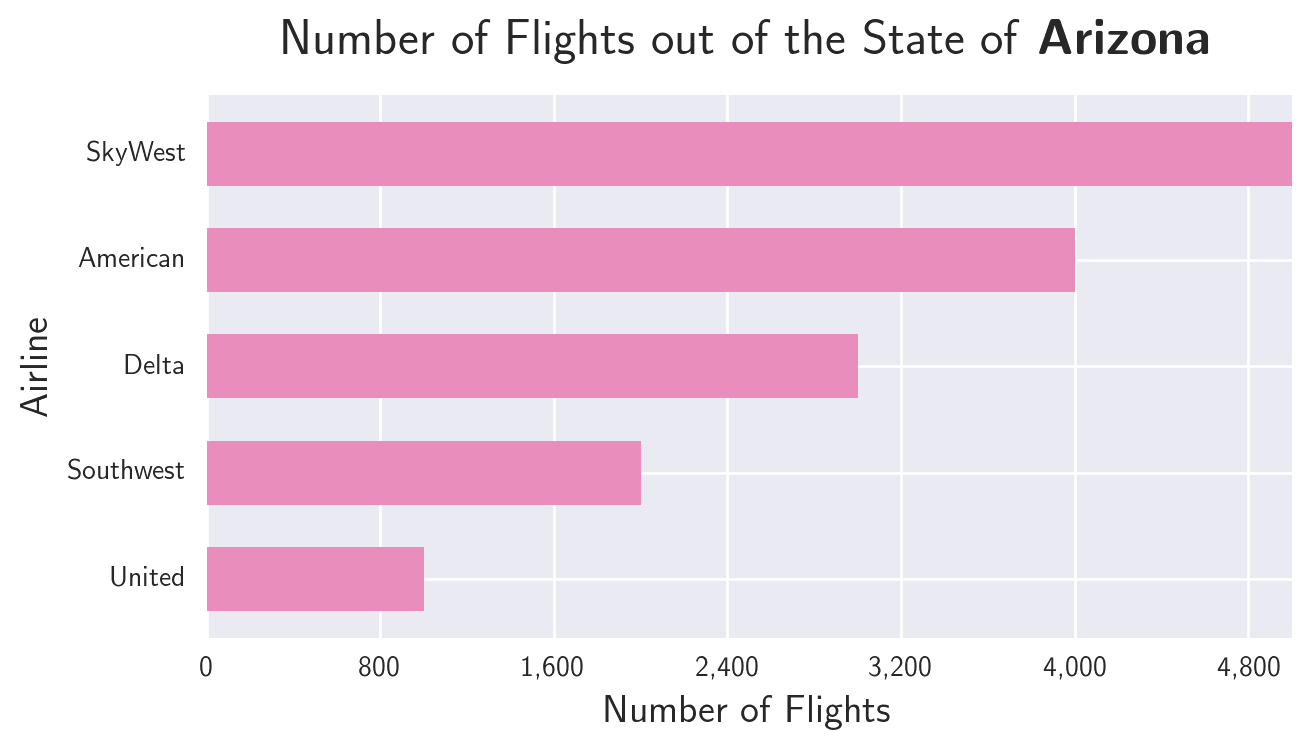 Number of Flights out of the State of Arizona
SkyWest
American
Delta
Southwest
United
Airline
0 800 1,600 2,400 3,200 4,000 4,800
Number of Flights